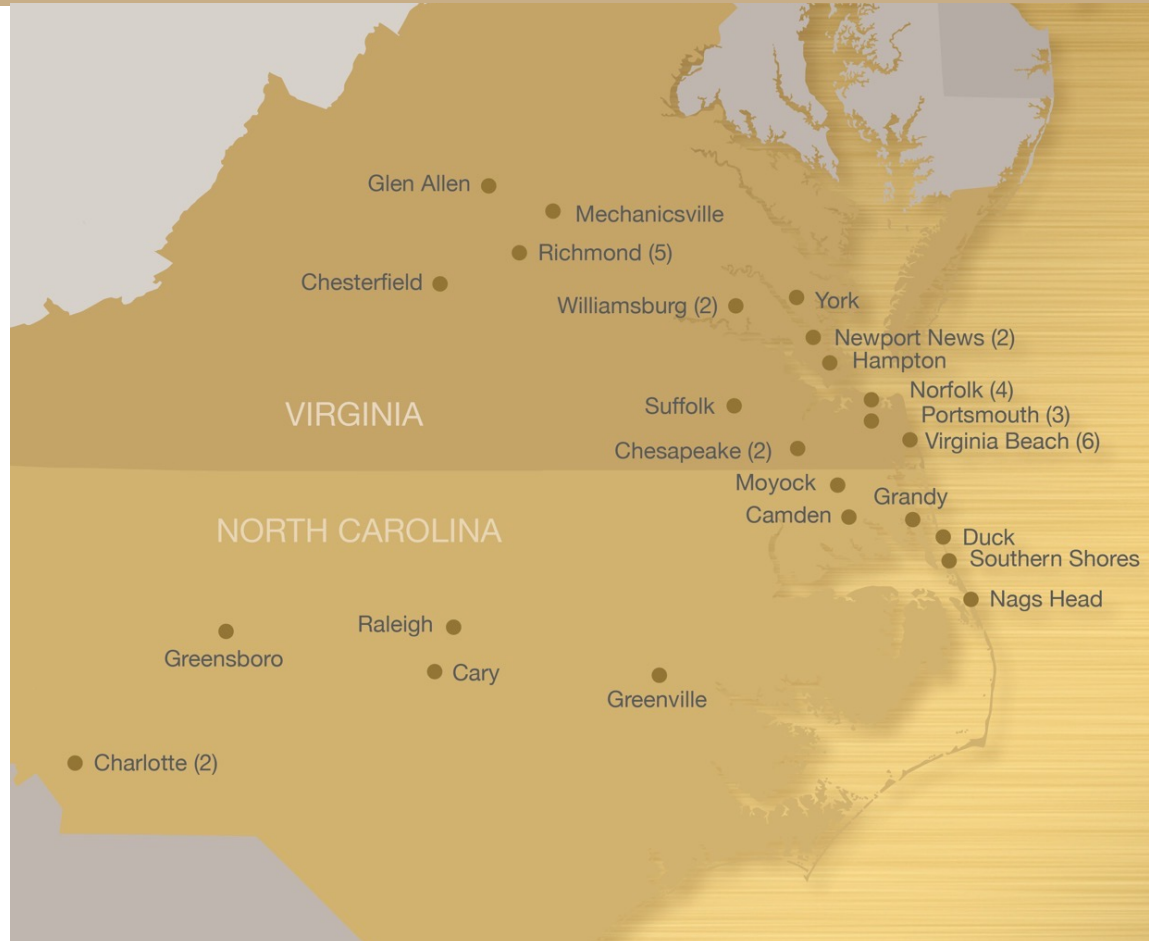 Glen Allen
Mechanicsville
Richmond (5)
Chesterfield
York
Williamsburg (2)
Newport News (2)
Hampton
Norfolk (4)
Suffolk
Portsmouth (3)
VIRGINIA
Virginia Beach (6)
Chesapeake (2)
Moyock
Grandy
Camden
NORTH CAROLINA
Duck
Southern Shores
Nags Head
Raleigh
Greensboro
Cary
Greenville
Charlotte (2)